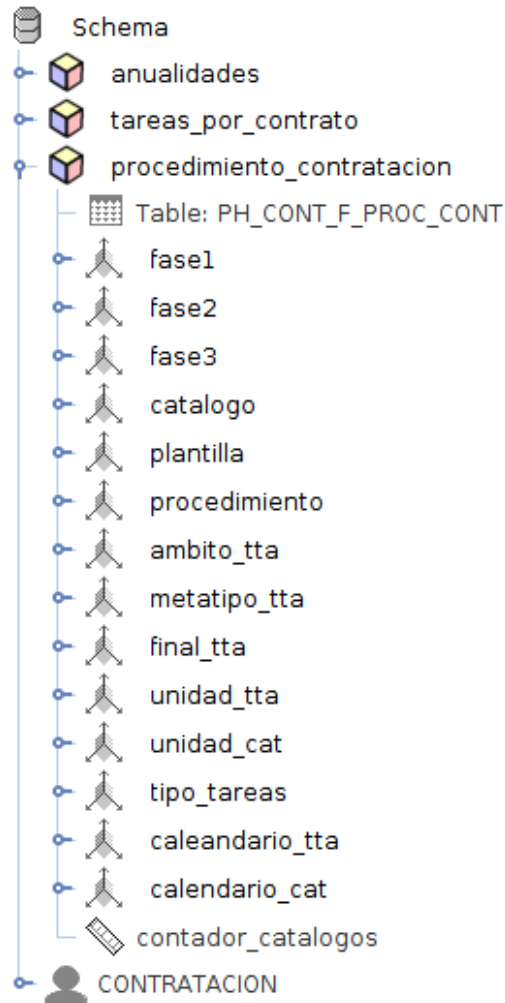 Schema
anualidades
tareas_por_contrato
procedimiento_contratacion
Table: PH_CONT_F_PROC_CONT
fase1
fase2
fase3
catalogo
plantilla
procedimiento
ambito_tta
metatipo_tta
final_tta
unidad_tta
unidad_cat
tipo_tareas
caleandario_tta
calendario_cat
contador_catalogos
CONTRATACION